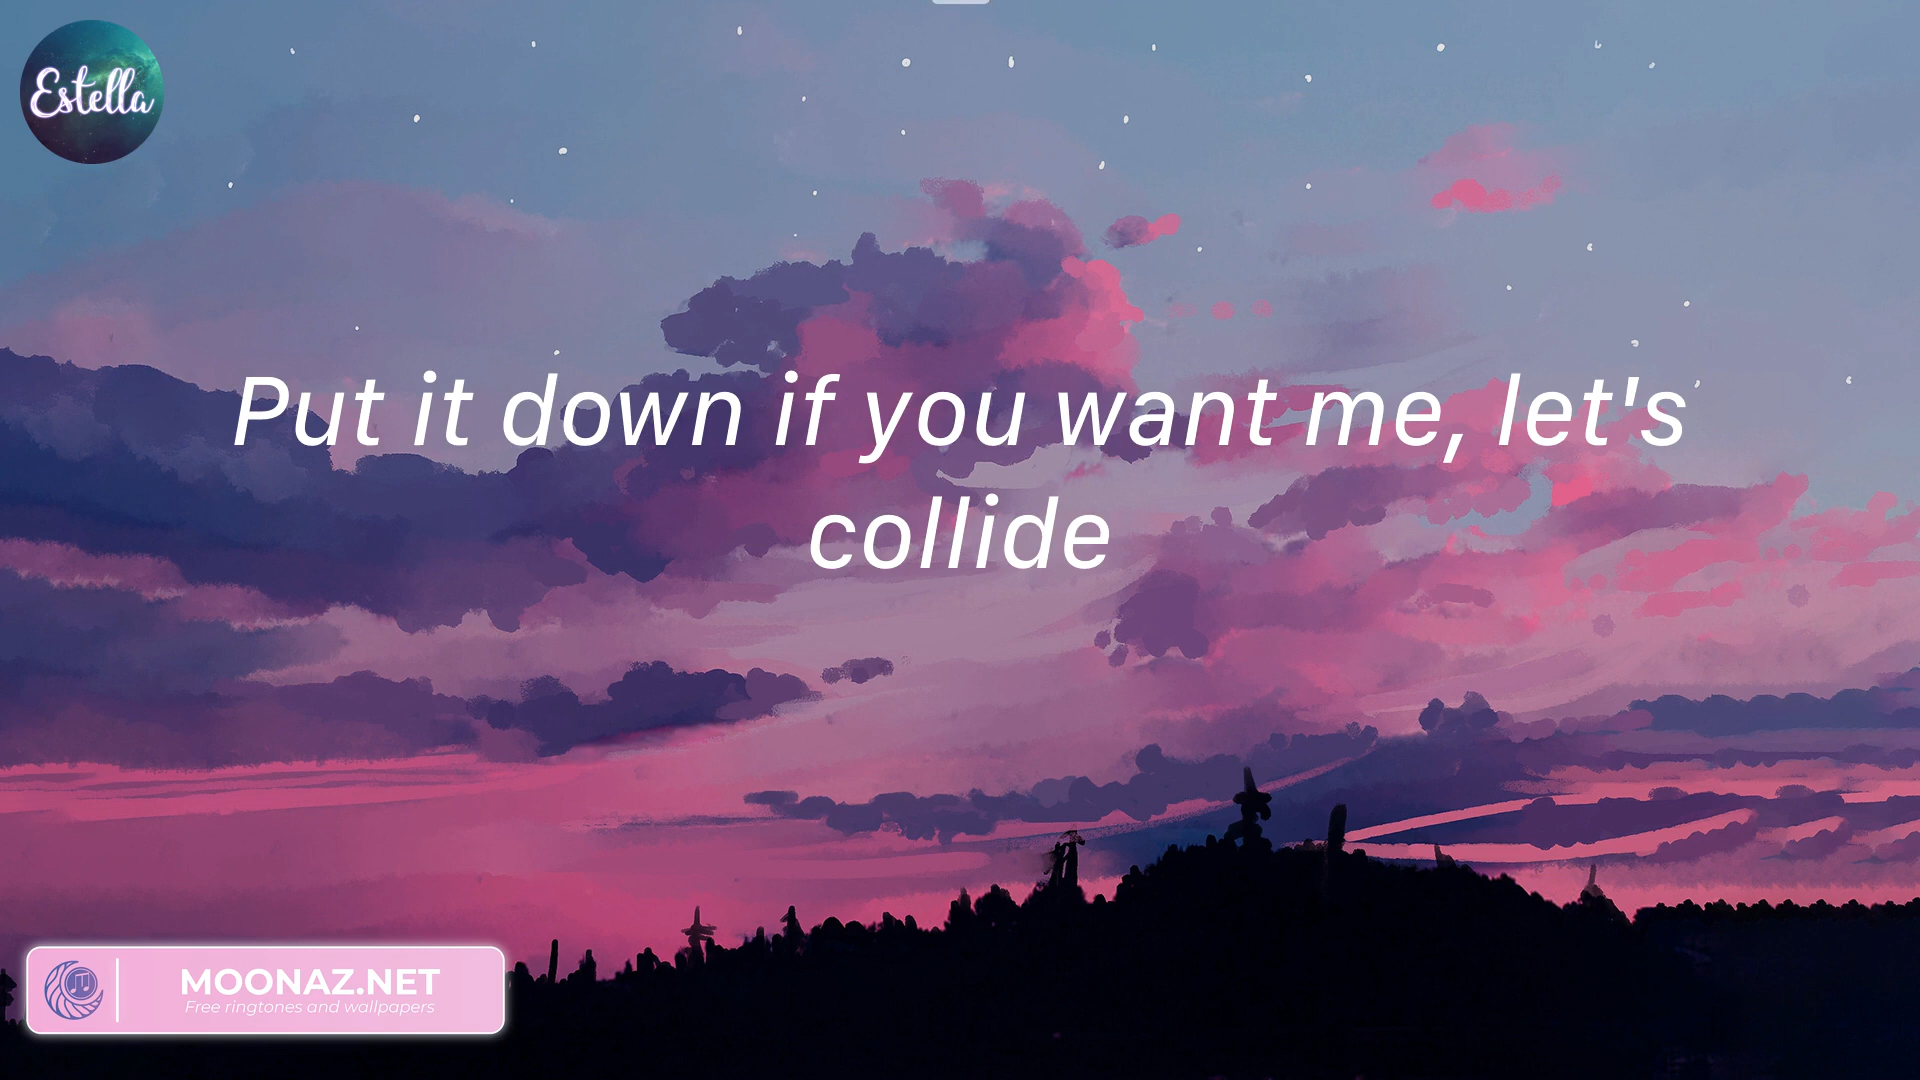 Estella
Put it down if you want me, let's
collide
MOONAZ.NET
Free ringtones and wallpapers